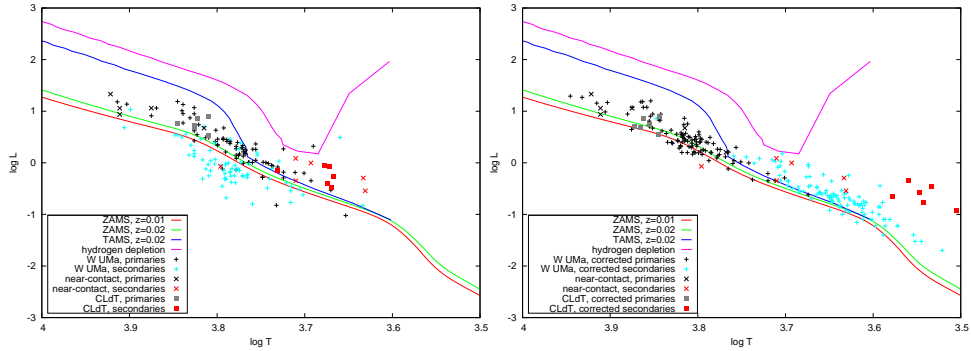 3
2
1
0
-1
-2
-3
log L
4
3.9
3.8
3.7
3.6
3.5
log T
ZAMS, z=0.01
ZAMS, z=0.02
TAMS, z=0.02
hydrogen depletion
W UMa, primaries
W UMa, secondaries
near-contact, primaries
near-contact, secondaries
CLdT, primaries
CLdT, secondaries
3
2
1
0
-1
-2
-3
log L
4
3.9
3.8
3.7
3.6
3.5
log T
ZAMS, z=0.01
ZAMS, z=0.02
TAMS, z=0.02
hydrogen depletion
W UMa, corrected primaries
W UMa, corrected secondaries
near-contact, primaries
near-contact, secondaries
CLdT, corrected primaries
CLdT, corrected secondaries